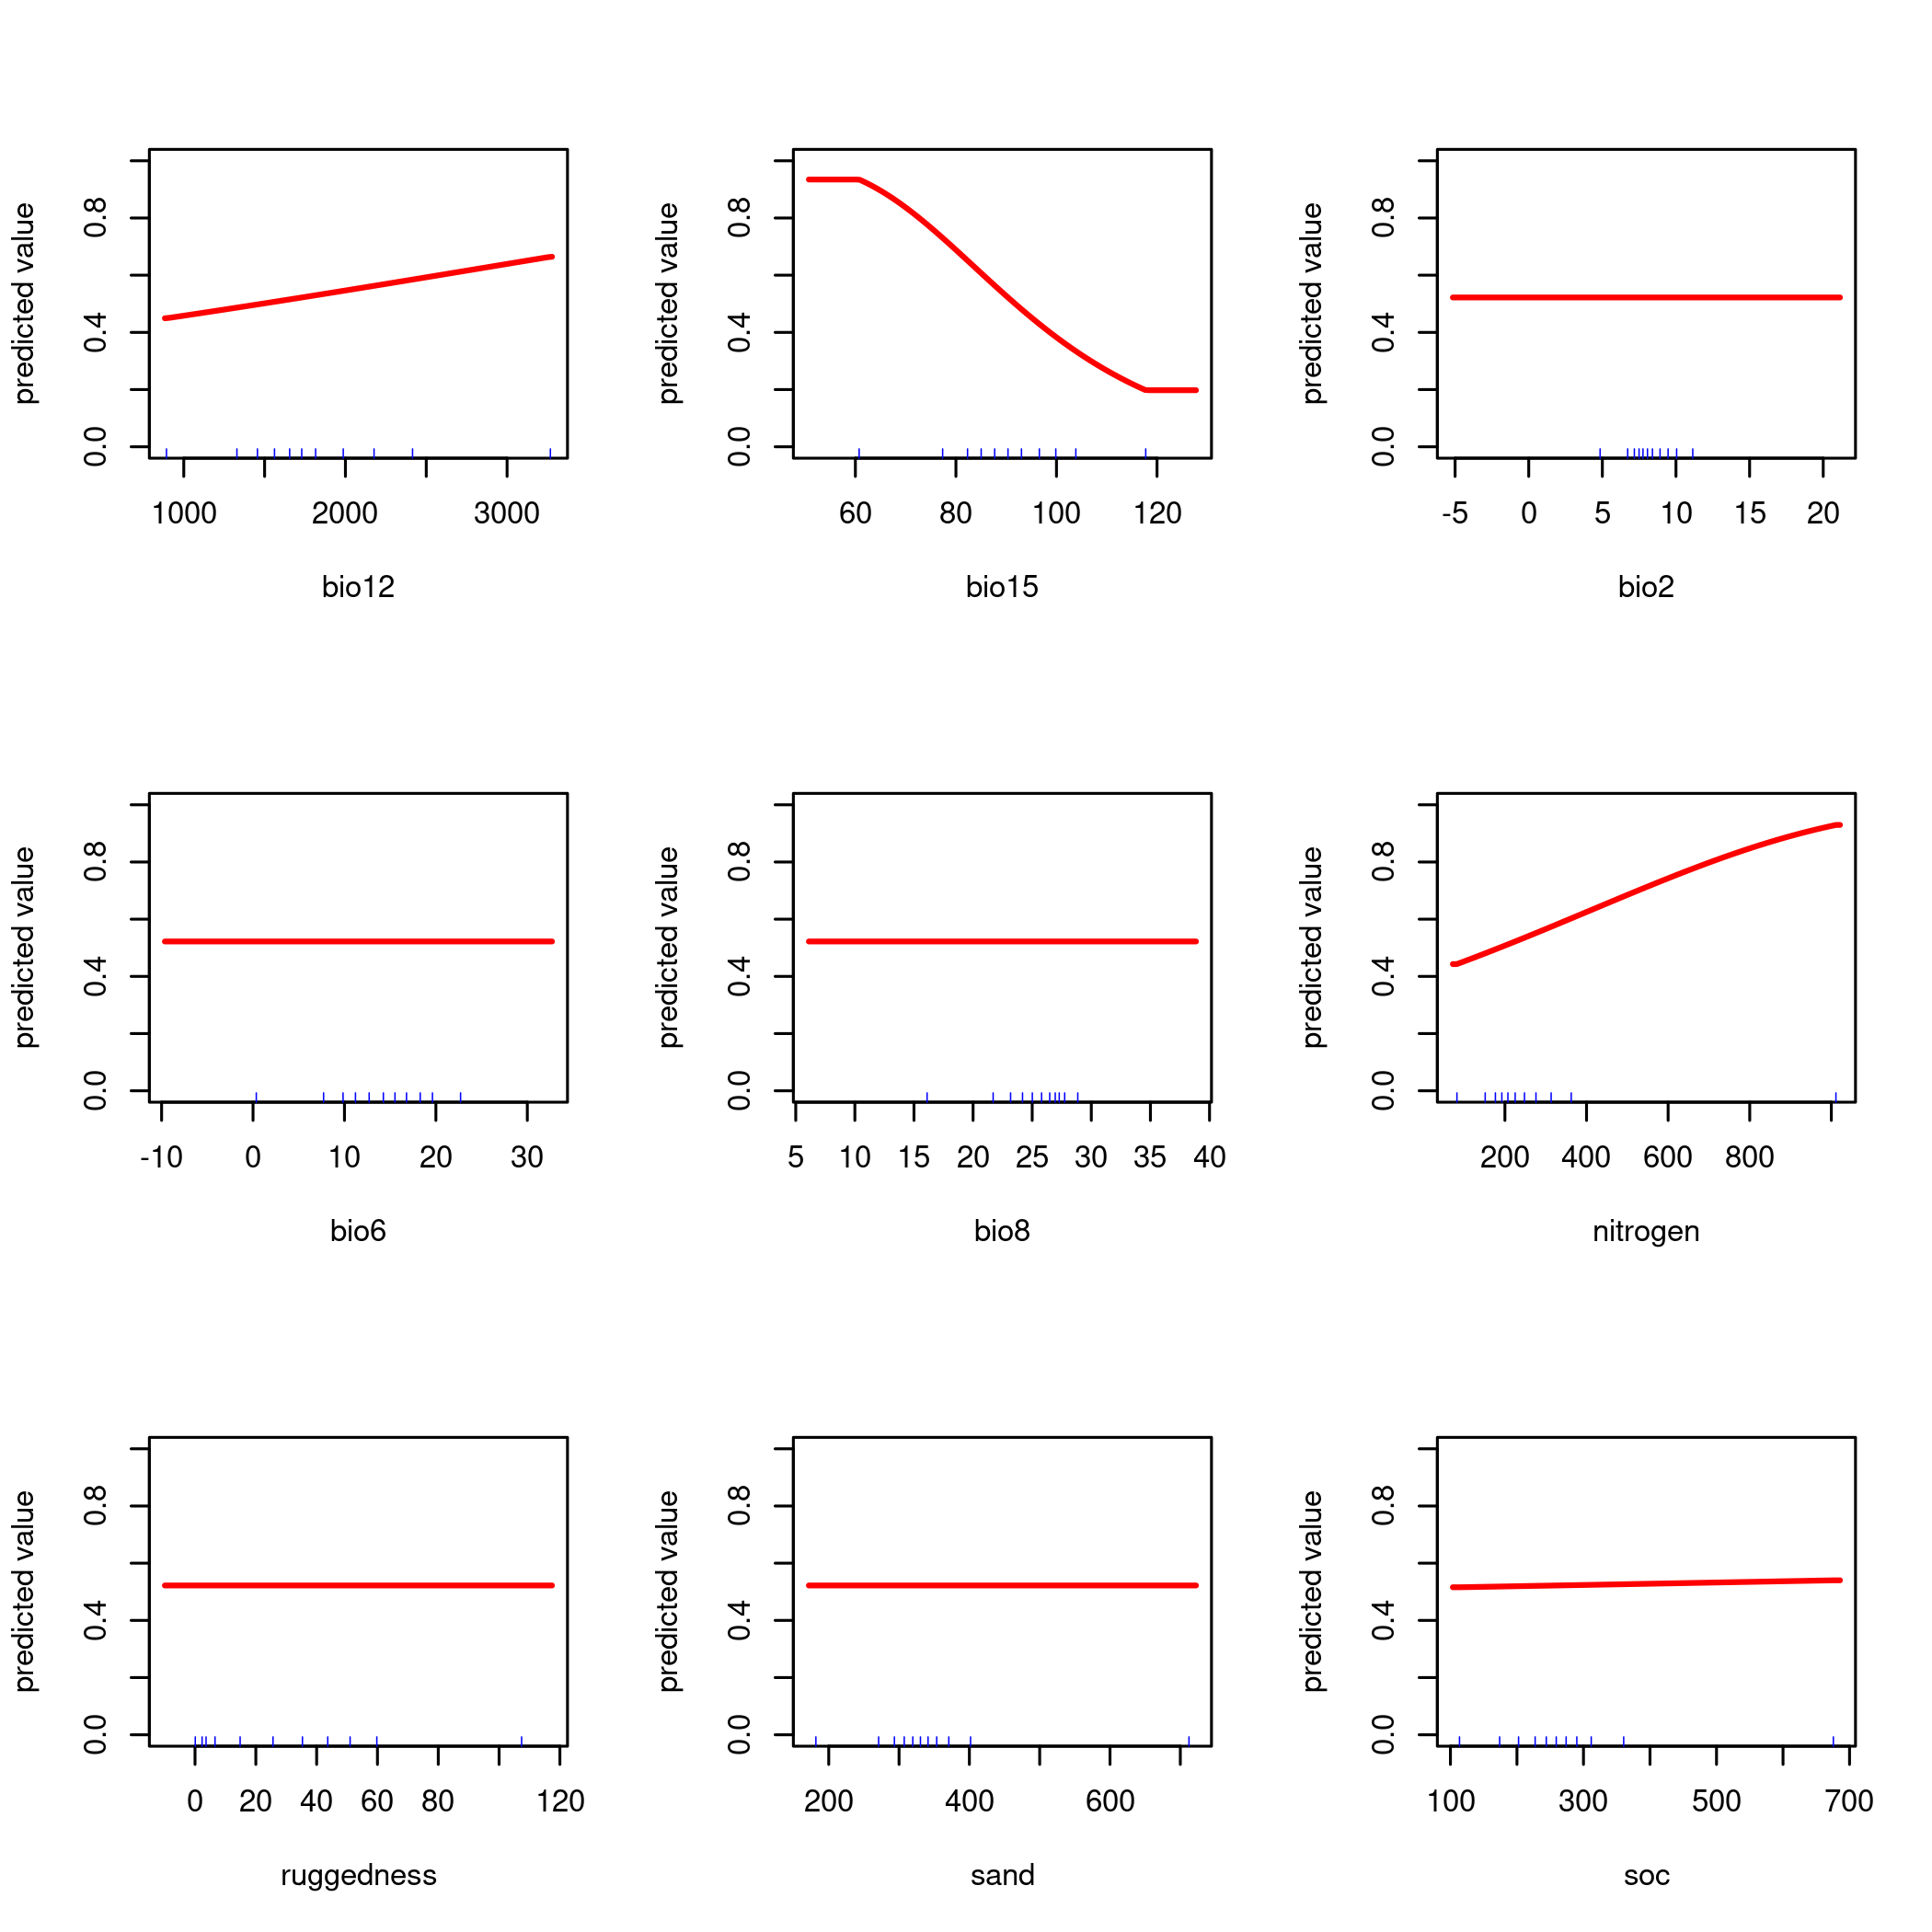 predicted value
0.0 0.4 0.8
1000 2000 3000
bio12
predicted value
0.0 0.4 0.8
60 80 100 120
bio15
predicted value
0.0 0.4 0.8
-5 0 5 10 15 20
bio2
predicted value
0.0 0.4 0.8
-10 0 10 20 30
bio6
predicted value
0.0 0.4 0.8
5 10 15 20 25 30 35 40
bio8
predicted value
0.0 0.4 0.8
200 400 600 800
nitrogen
predicted value
0.0 0.4 0.8
0 20 40 60 80 120
ruggedness
predicted value
0.0 0.4 0.8
200 400 600
sand
predicted value
0.0 0.4 0.8
100 300 500 700
soc